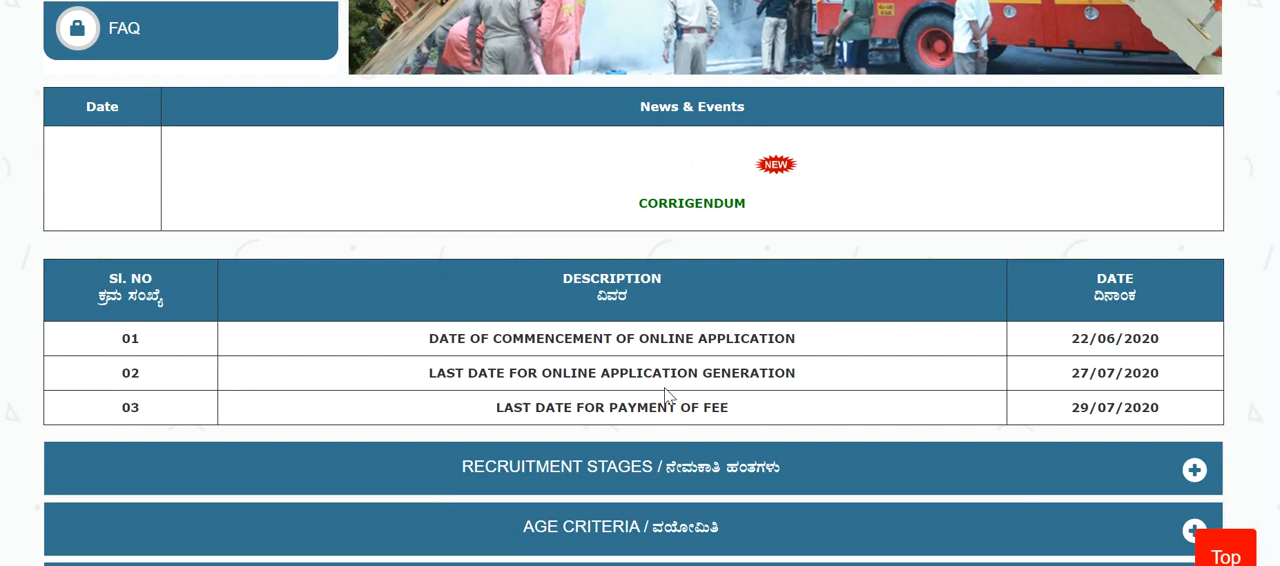 FAQ
Date News & Events
NEW
CORRIGENDUM
Sl. NO DESCRIPTION DATE
ಕ್ರಮ ಸಂಖ್ಯೆ ವಿವರ ದಿನಾಂಕ
01 DATE OF COMMENCEMENT OF ONLINE APPLICATION 22/06/2020
02 LAST DATE FOR ONLINE APPLICATION GENERATION 27/07/2020
03 LAST DATE FOR PAYMENT OF FEE 29/07/2020
RECRUITMENT STAGES / ನೇಮಕಾತಿ ಹಂತಗಳು
AGE CRITERIA / ವಯೋಮಿತಿ
Top